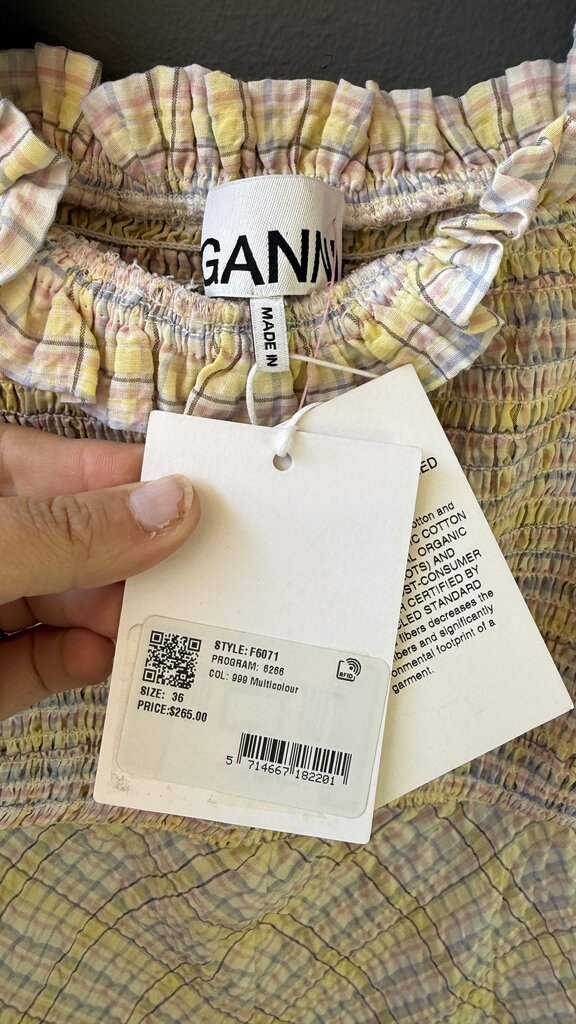 GANNI
MADE IN
STYLE: F6071
PROGRAM: 6266
COL: 999 Multicolour
RFID
SIZE: 36
PRICE:$265.00
5 714667 182201
ED
otton and
IC COTTON
AL ORGANIC
OTS) AND
ST-CONSUMER
R CERTIFIED BY
LED STANDARD
fibers decreases the
bers and significantly
onmental footprint of a
garment.